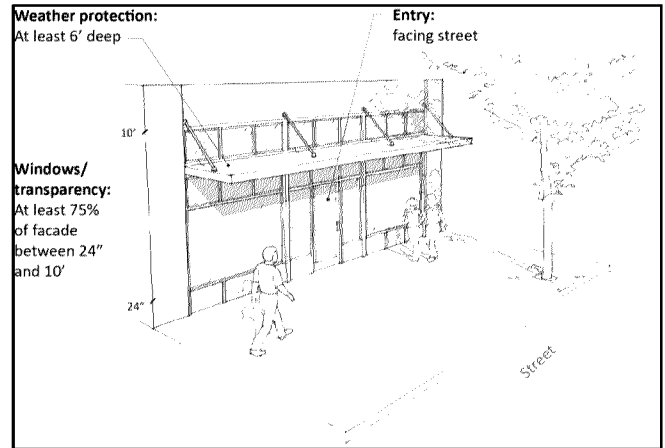 Weather protection:
At least 6' deep
Entry:
facing street
10'
Windows/
transparency:
At least 75%
of facade
between 24"
and 10'
24"
Street